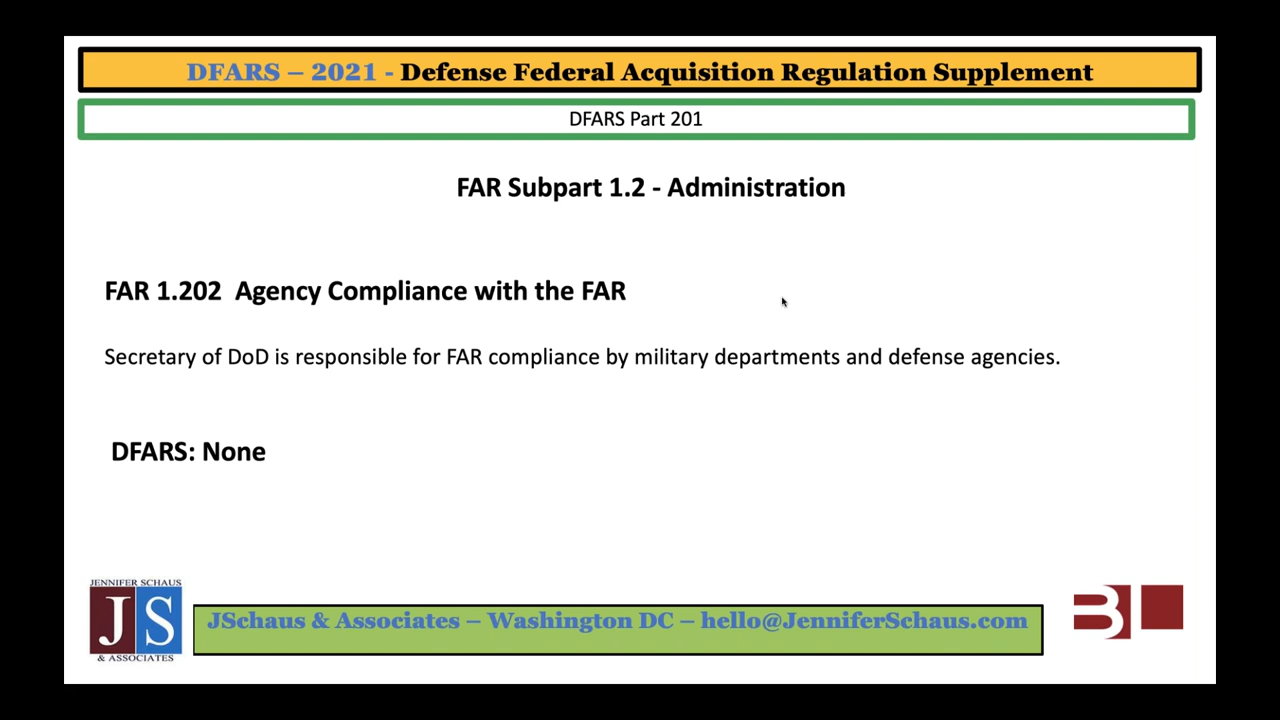 DFARS – 2021 - Defense Federal Acquisition Regulation Supplement
DFARS Part 201
FAR Subpart 1.2 - Administration
FAR 1.202  Agency Compliance with the FAR
Secretary of DoD is responsible for FAR compliance by military departments and defense agencies.
DFARS: None
JENNIFER SCHAUS
JS
& ASSOCIATES
JSchaus & Associates – Washington DC – hello@JenniferSchaus.com
B